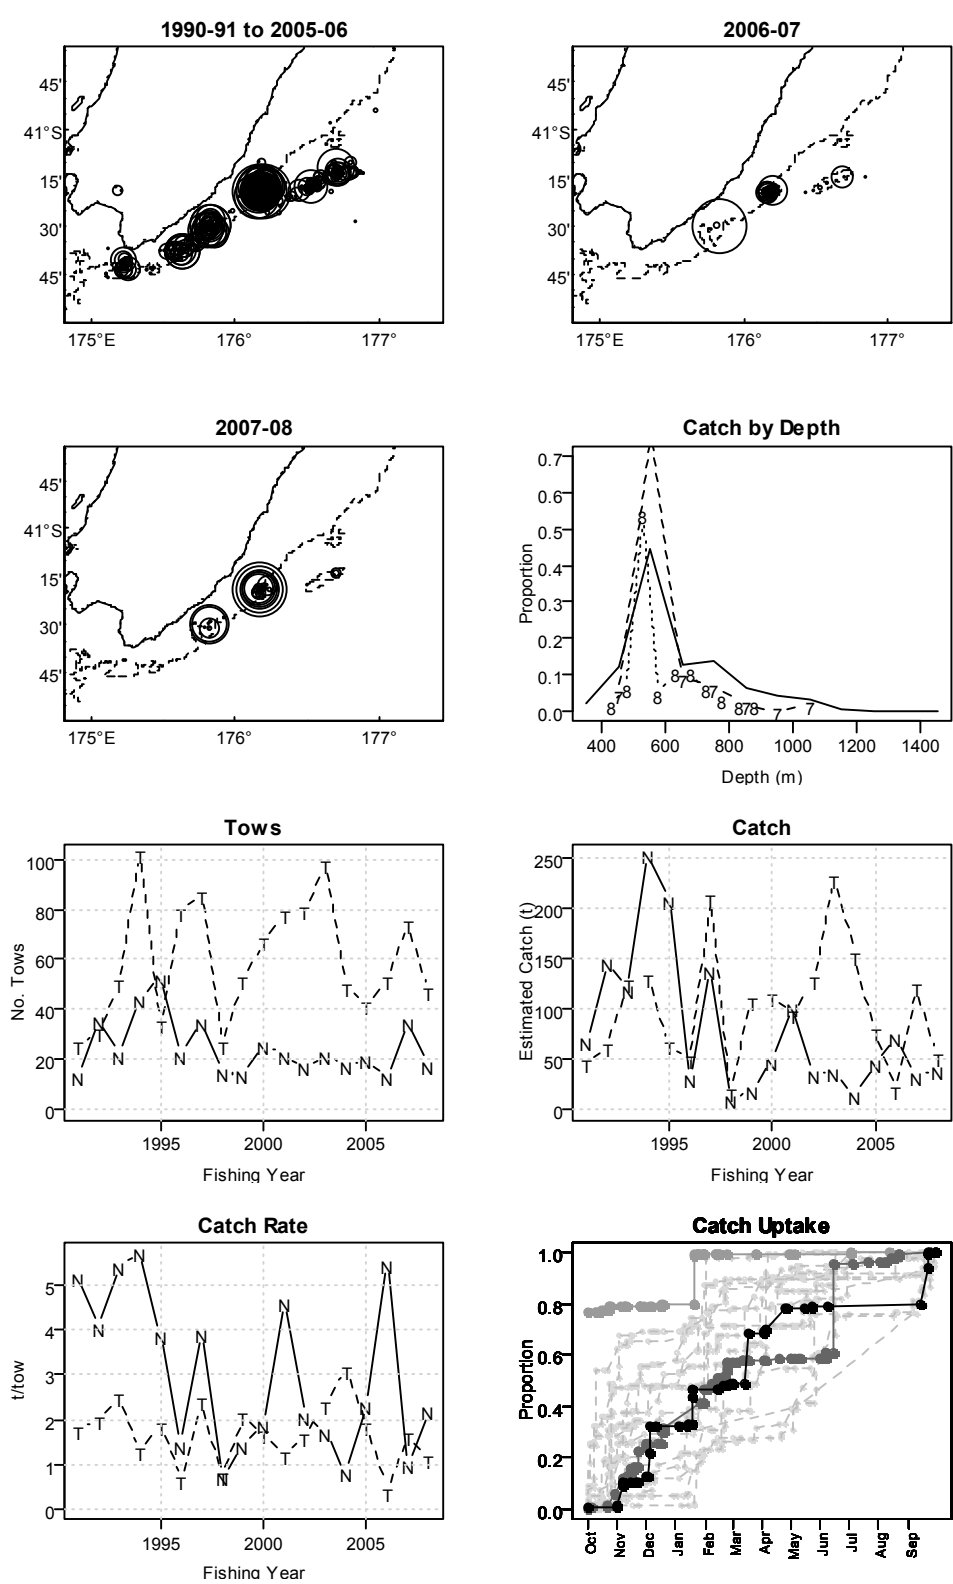 1990-91 to 2005-06
2006-07
45'
41°S
15'
30'
45'
175°E 176° 177°
45'
41°S
15'
30'
45'
175°E 176° 177°
2007-08
Catch by Depth
45'
41°S
15'
30'
45'
175°E 176° 177°
Proportion
0.7
0.6
0.5
0.4
0.3
0.2
0.1
0.0
400 600 800 1000 1200 1400
Depth (m)
Tows
Catch
No. Tows
100
80
60
40
20
0
1995 2000 2005
Fishing Year
Estimated Catch (t)
250
200
150
100
50
0
1995 2000 2005
Fishing Year
Catch Rate
Catch Uptake
t/tow
5
4
3
2
1
0
1995 2000 2005
Fishing Year
Proportion
1.0
0.8
0.6
0.4
0.2
0.0
Oct Nov Dec Jan Feb Mar Apr May Jun Jul Aug Sep